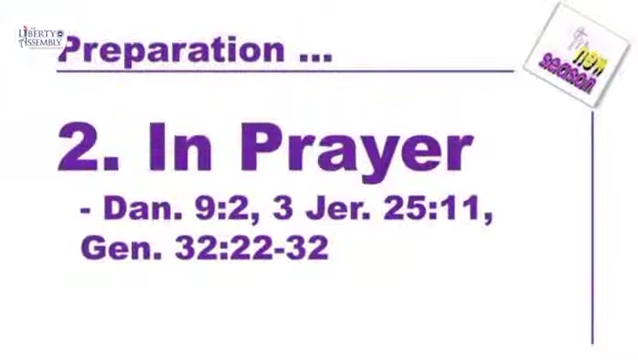 LIBERTY
ASSEMBLY
Preparation ...
new
season
2. In Prayer
- Dan. 9:2, 3 Jer. 25:11,
Gen. 32:22-32